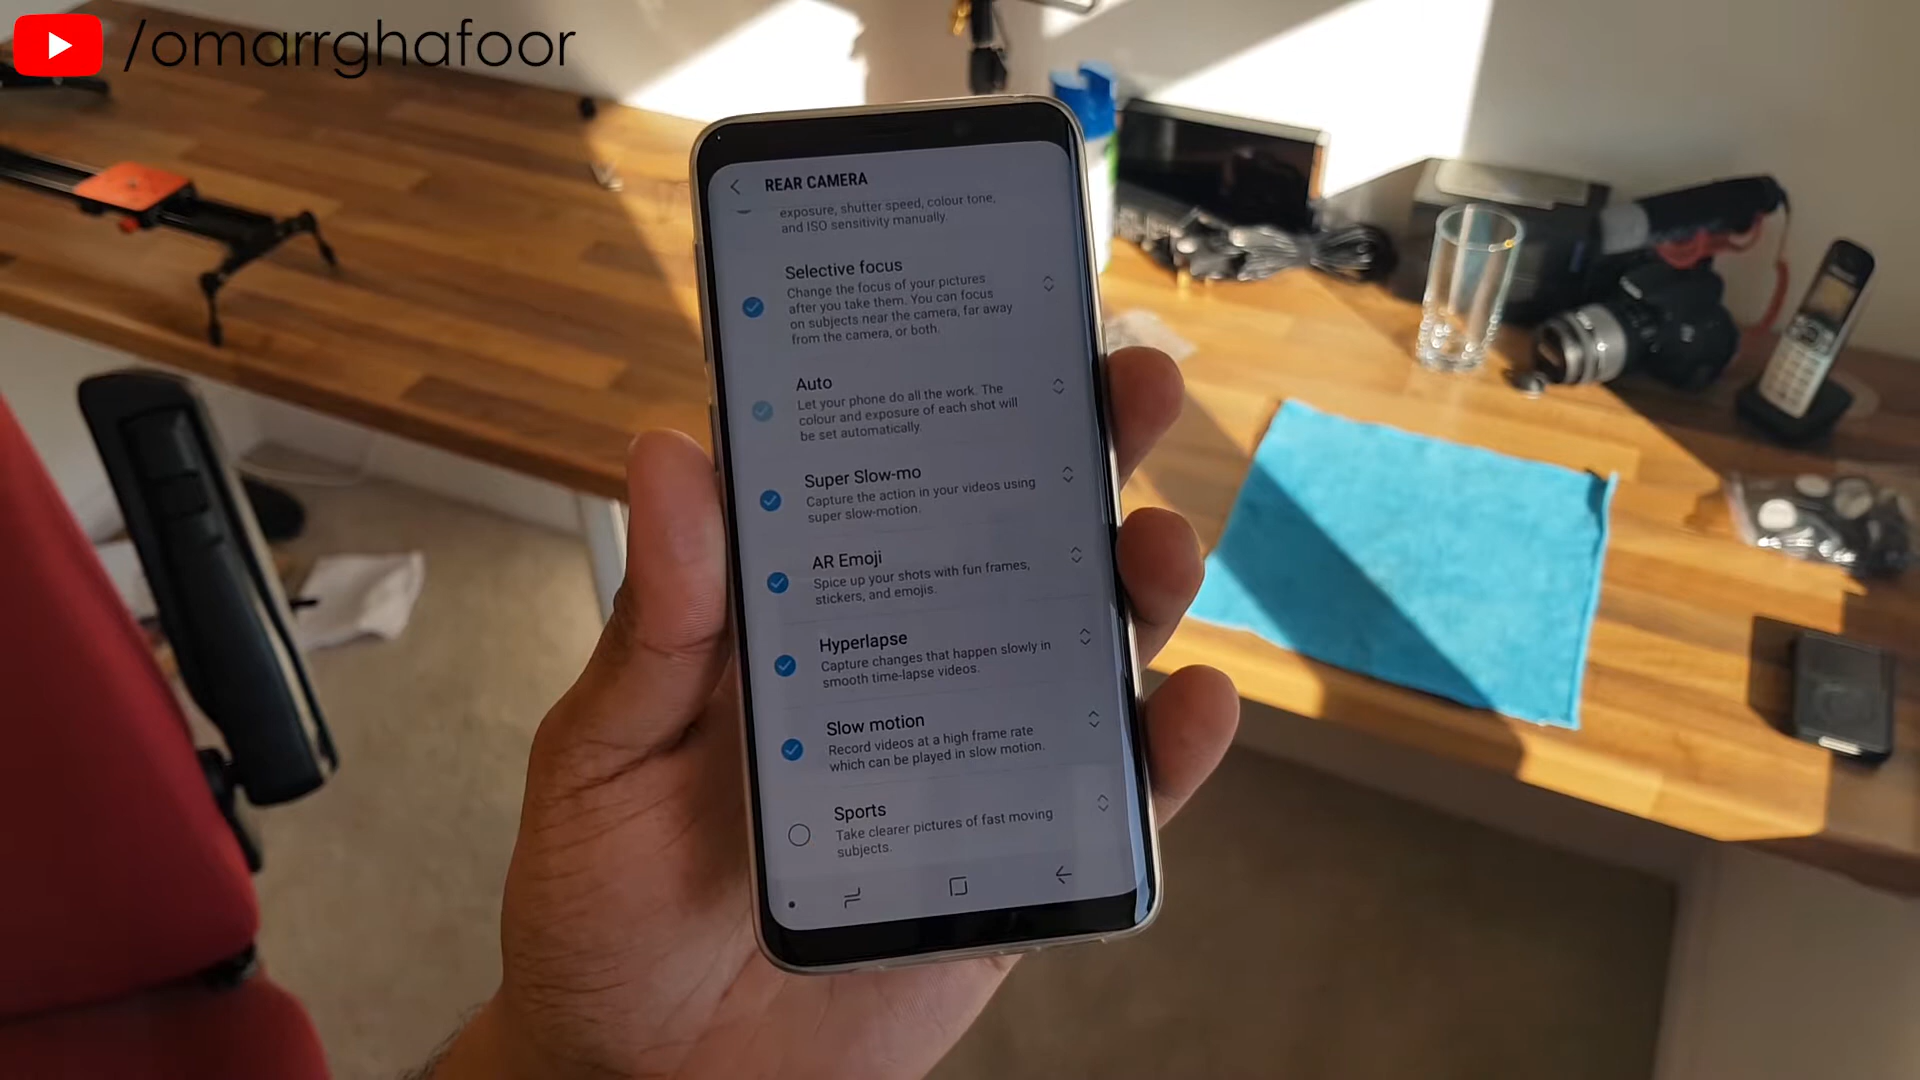 /omarrghafoor
REAR CAMERA
exposure, shutter speed, colour tone,
and ISO sensitivity manually.
Selective focus
Change the focus of your pictures
after you take them. You can focus
on subjects near the camera, far away
from the camera, or both.
Auto
Let your phone do all the work. The
colour and exposure of each shot will
be set automatically.
Super Slow-mo
Capture the action in your videos using
super slow-motion.
AR Emoji
Spice up your shots with fun frames,
stickers, and emojis.
Hyperlapse
Capture changes that happen slowly in
smooth time-lapse videos.
Slow motion
Record videos at a high frame rate
which can be played in slow motion.
Sports
Take clearer pictures of fast moving
subjects.